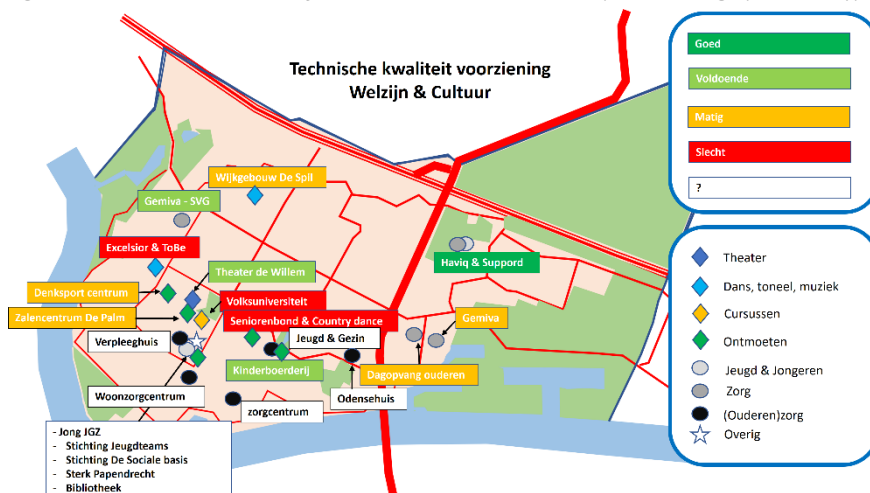 Technische kwaliteit voorziening
Welzijn & Cultuur
Goed
Voldoende
Matig
Slecht
?
Wijkgebouw De Spil
Gemiva - SVG
Excelsior & ToBe
Haviq & Suppord
Theater de Willem
Denksport centrum
Volksuniversiteit
Zalencentrum De Palm
Seniorenbond & Country dance
Gemiva
Verpleeghuis
Jeugd & Gezin
Kinderboerderij
Dagopvang ouderen
Woonzorgcentrum
Odensehuis
zorgcentrum
- Jong JGZ
- Stichting Jeugdteams
- Stichting De Sociale basis
- Sterk Papendrecht
- Bibliotheek
Theater
Dans, toneel, muziek
Cursussen
Ontmoeten
Jeugd & Jongeren
Zorg
(Ouderen)zorg
Overig